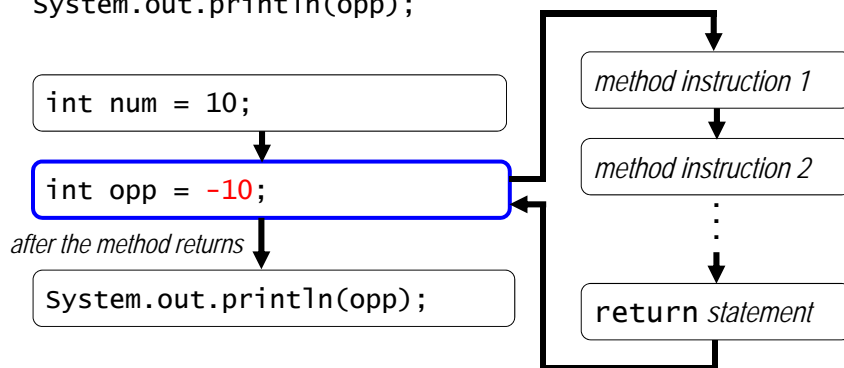 System.out.println(opp);
int num = 10;
int opp = -10;
after the method returns
System.out.println(opp);
method instruction 1
method instruction 2
return statement